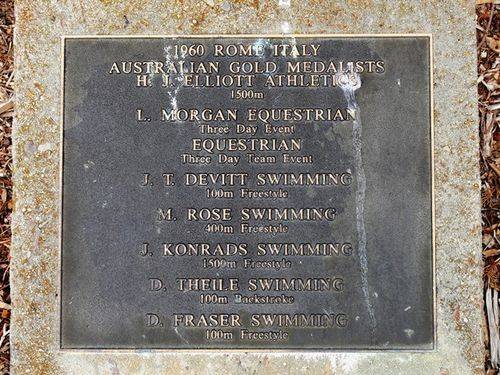 1960 ROME ITALY
AUSTRALIAN GOLD MEDALISTS
H. J. ELLIOTT ATHLETICS
1500m
L. MORGAN EQUESTRIAN
Three Day Event
EQUESTRIAN
Three Day Team Event
J. T. DEVITT SWIMMING
100m Freestyle
M. ROSE SWIMMING
400m Freestyle
J. KONRADS SWIMMING
1500m Freestyle
D. THEILE SWIMMING
100m Backstroke
D. FRASER SWIMMING
100m Freestyle